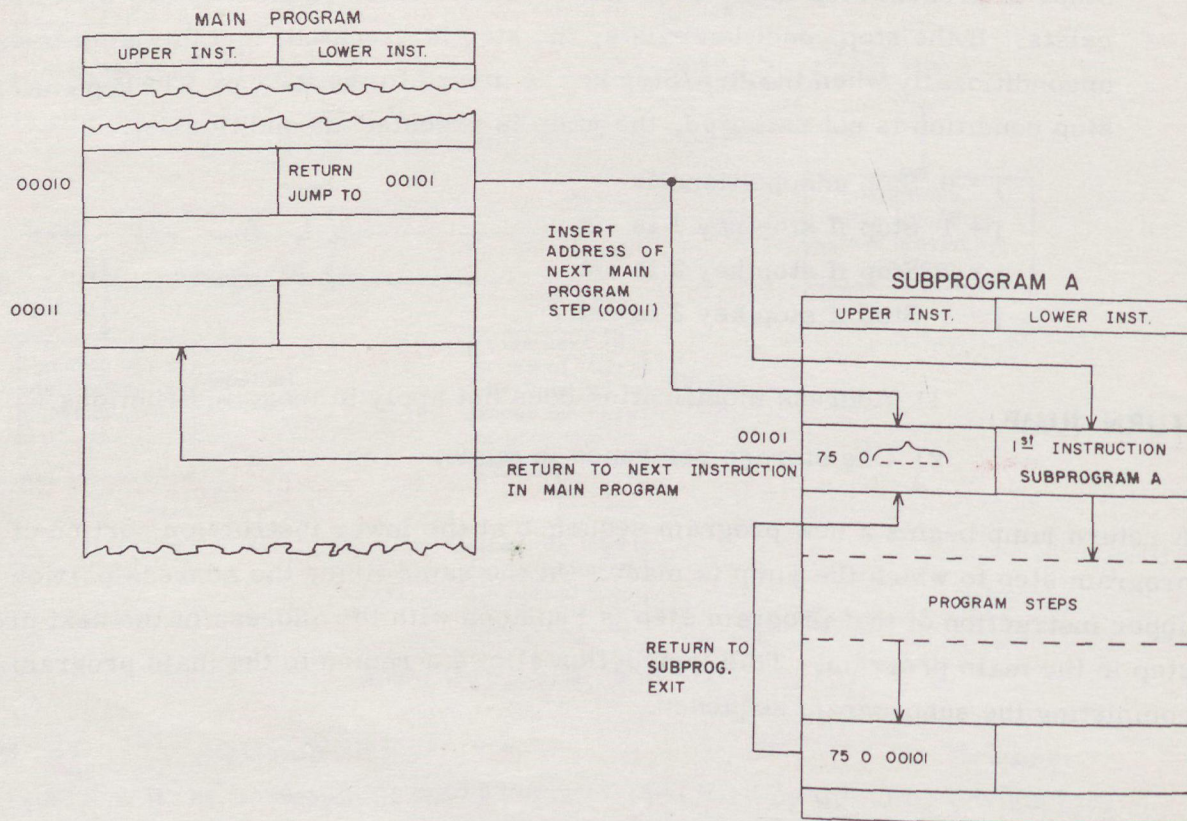 MAIN PROGRAM
UPPER INST. LOWER INST.
00010
RETURN
JUMP TO 00101
00011
INSERT
ADDRESS OF
NEXT MAIN
PROGRAM
STEP (00011)
SUBPROGRAM A
UPPER INST. LOWER INST.
00101
75 0
1st INSTRUCTION
SUBPROGRAM A
RETURN TO NEXT INSTRUCTION
IN MAIN PROGRAM
PROGRAM STEPS
RETURN TO
SUBPROG.
EXIT
75 0 00101